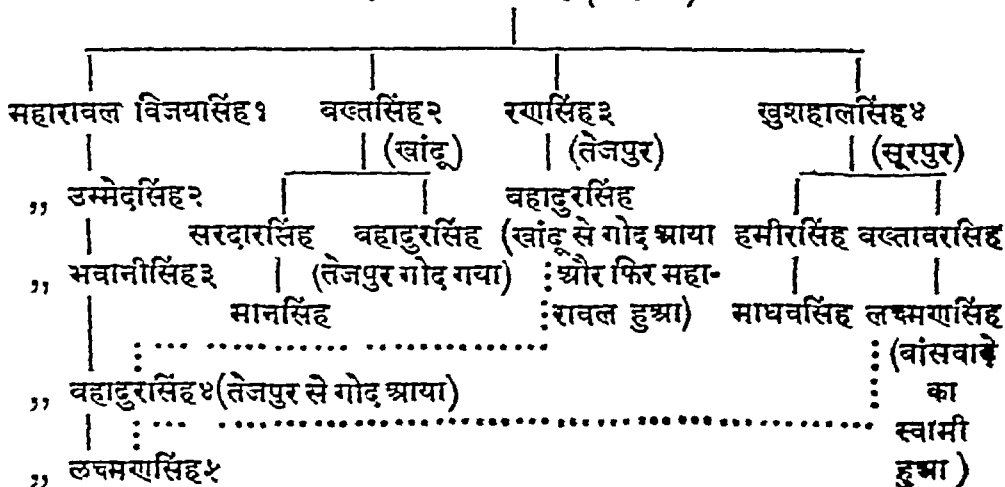 महारावल विजयसिंह१ वख्तसिंह२ रणसिंह३ खुशहालसिंह४
(खांदू) (तेजपुर) (सूरपुर)
,, उम्मेदसिंह२ वहादुरसिंह
सरदारसिंह वहादुरसिंह (खांदू से गोद आया हमीरसिंह वख्तावरसिंह
,, भवानीसिंह३ (तेजपुर गोद गया) और फिर महा-
मानसिंह रावल हुआ) माधवसिंह लक्ष्मणसिंह
(बांसवाड़े
,, वहादुरसिंह४ (तेजपुर से गोद आया) का
स्वामी
,, लक्ष्मणसिंह५ हुआ)